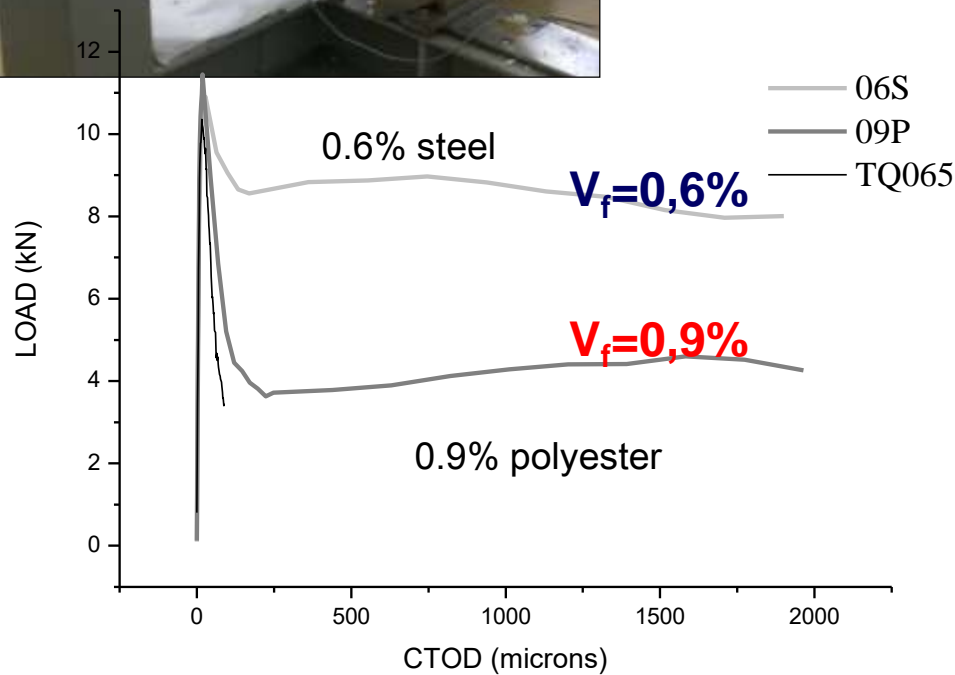 12
10
8
6
4
2
0
LOAD (kN)
0 500 1000 1500 2000
CTOD (microns)
0.6% steel
Vf=0,6%
Vf=0,9%
0.9% polyester
06S
09P
TQ065